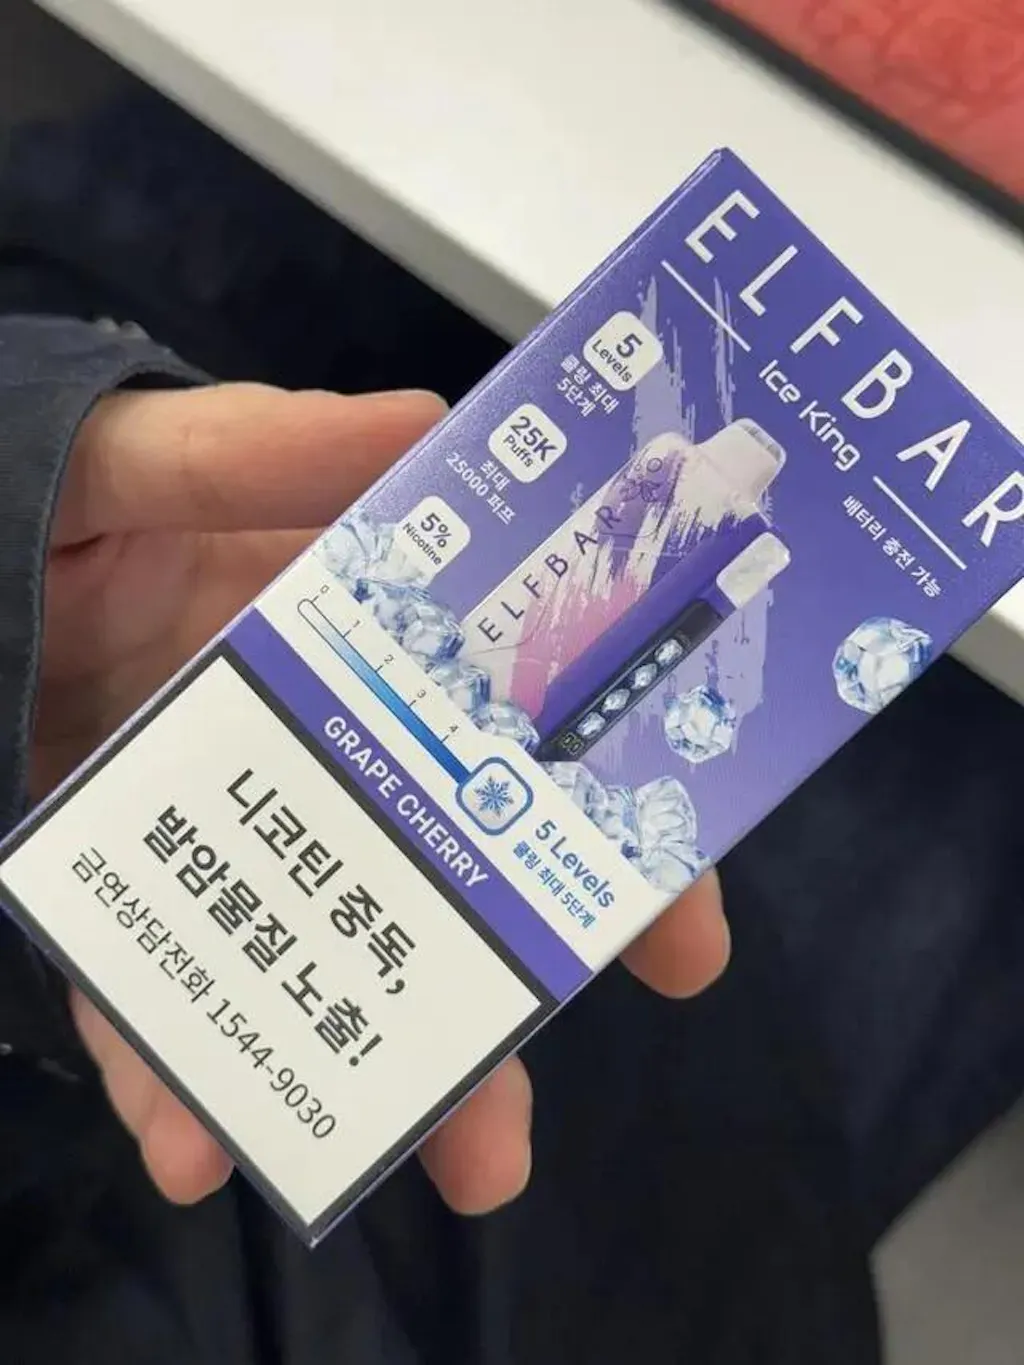 ELFBAR
Ice King
배터리 충전 가능
5
Levels
쿨링 최대
5단계
25K
Puffs
최대
25000 퍼프
5%
Nicotine
ELFBAR
0
1
2
3
4
5 Levels
쿨링 최대 5단계
GRAPE CHERRY
니코틴 중독,
발암물질 노출!
금연상담전화 1544-9030